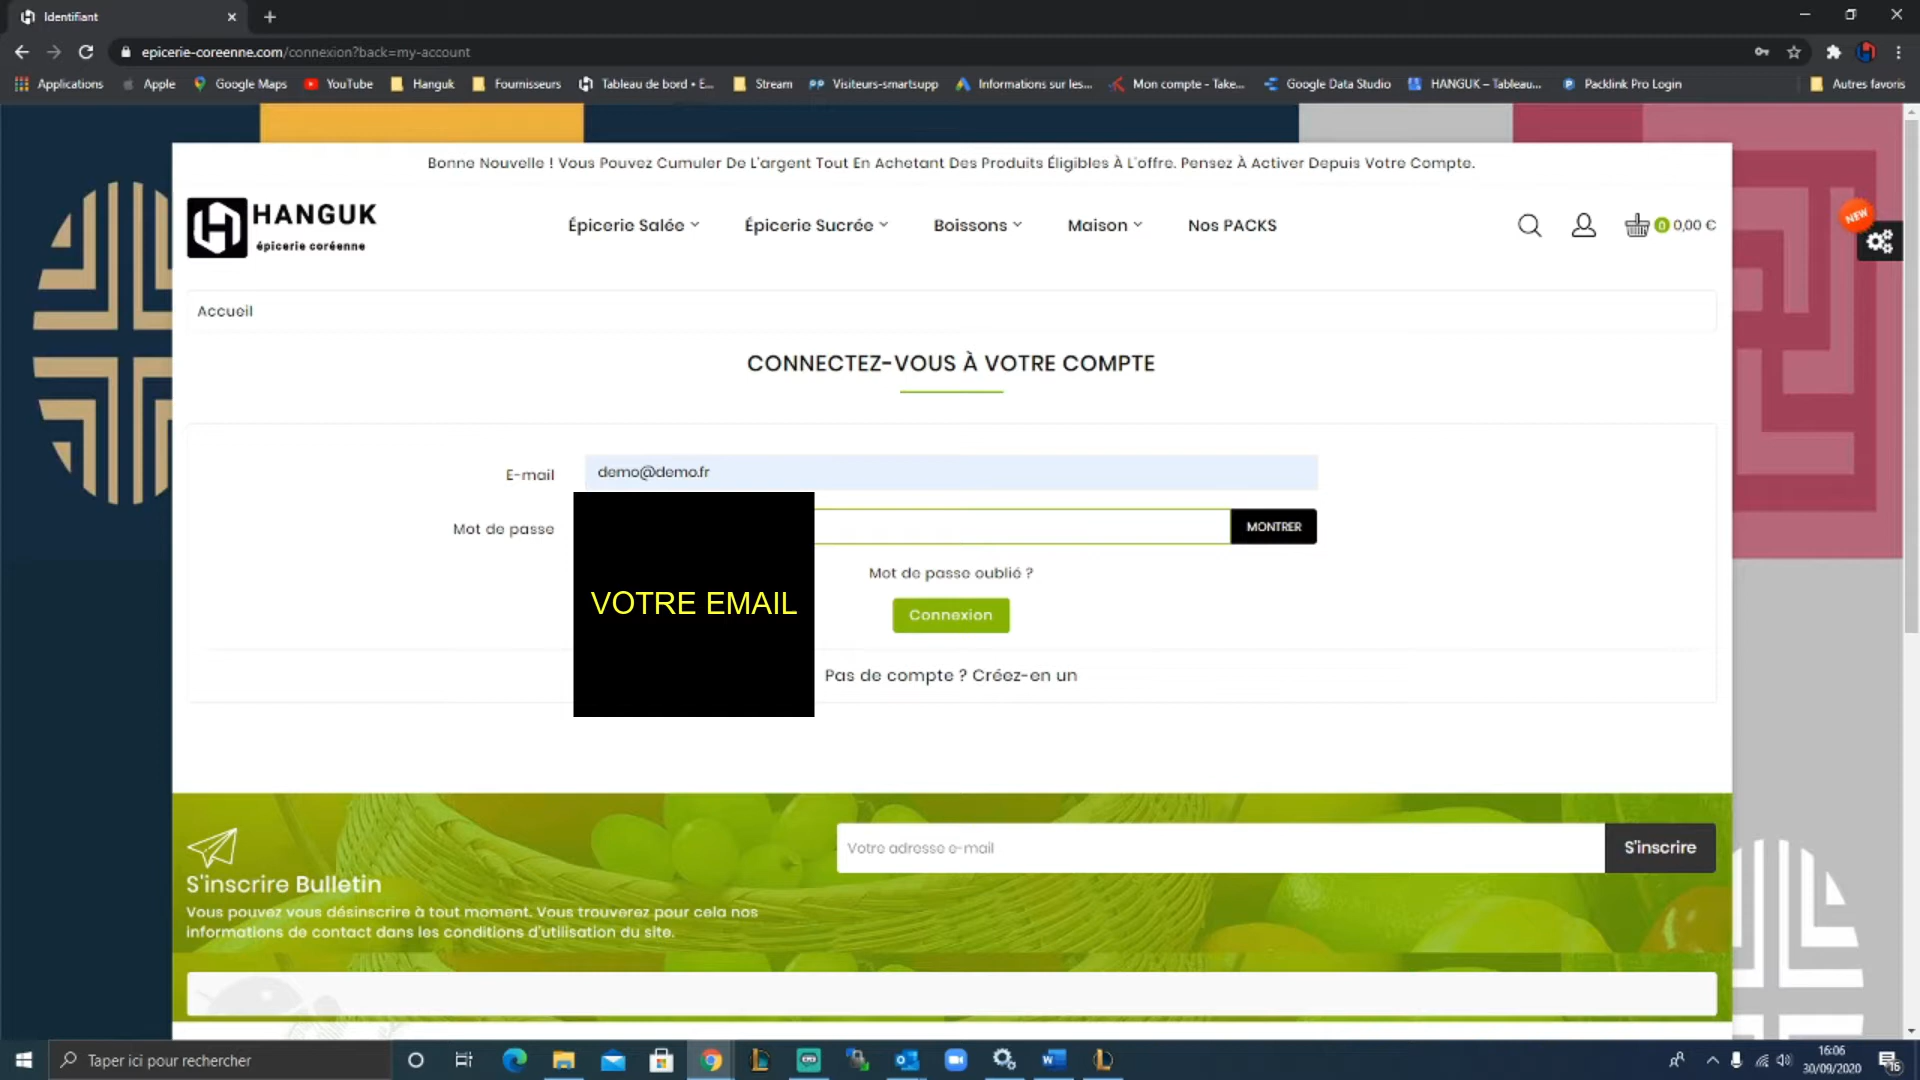 Identifiant
epicerie-coreenne.com/connexion?back=my-account
Applications Apple Google Maps YouTube Hanguk Fournisseurs Tableau de bord • E... Stream Visiteurs-smartsupp Informations sur les... Mon compte - Take... Google Data Studio HANGUK – Tableau... Packlink Pro Login Autres favoris
Bonne Nouvelle ! Vous Pouvez Cumuler De L'argent Tout En Achetant Des Produits Éligibles À L'offre. Pensez À Activer Depuis Votre Compte.
HANGUK
épicerie coréenne
Épicerie Salée Épicerie Sucrée Boissons Maison Nos PACKS
0 0,00 €
NEW
Accueil
CONNECTEZ-VOUS À VOTRE COMPTE
E-mail demo@demo.fr
Mot de passe MONTRER
Mot de passe oublié ?
VOTRE EMAIL
Connexion
Pas de compte ? Créez-en un
Votre adresse e-mail S'inscrire
S'inscrire Bulletin
Vous pouvez vous désinscrire à tout moment. Vous trouverez pour cela nos
informations de contact dans les conditions d'utilisation du site.
Taper ici pour rechercher
16:06
30/09/2020
16